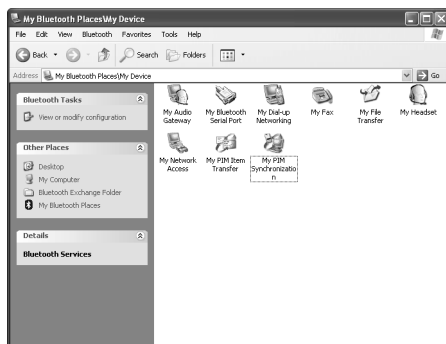 My Bluetooth Places\My Device
File Edit View Bluetooth Favorites Tools Help
Back Search Folders
Address My Bluetooth Places\My Device Go
Bluetooth Tasks
View or modify configuration
Other Places
Desktop
My Computer
Bluetooth Exchange Folder
My Bluetooth Places
Details
Bluetooth Services
My Audio Gateway
My Bluetooth Serial Port
My Dial-up Networking
My Fax
My File Transfer
My Headset
My Network Access
My PIM Item Transfer
My PIM Synchronizatio
n